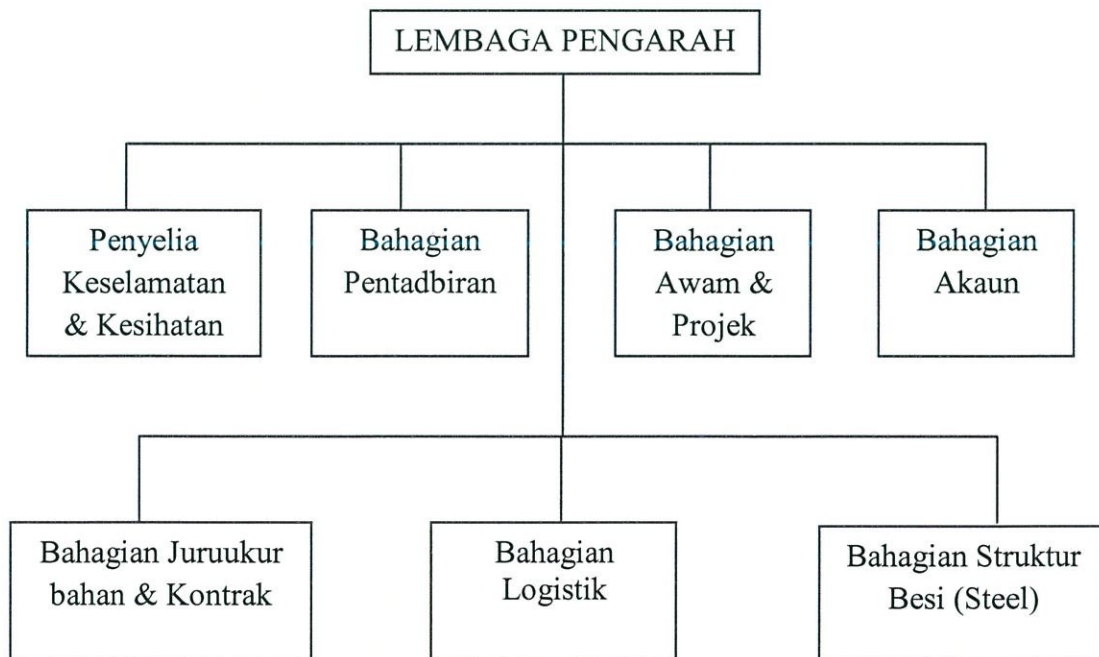 LEMBAGA PENGARAH
Penyelia
Keselamatan
& Kesihatan
Bahagian
Pentadbiran
Bahagian
Awam &
Projek
Bahagian
Akaun
Bahagian Juruukur
bahan & Kontrak
Bahagian
Logistik
Bahagian Struktur
Besi (Steel)